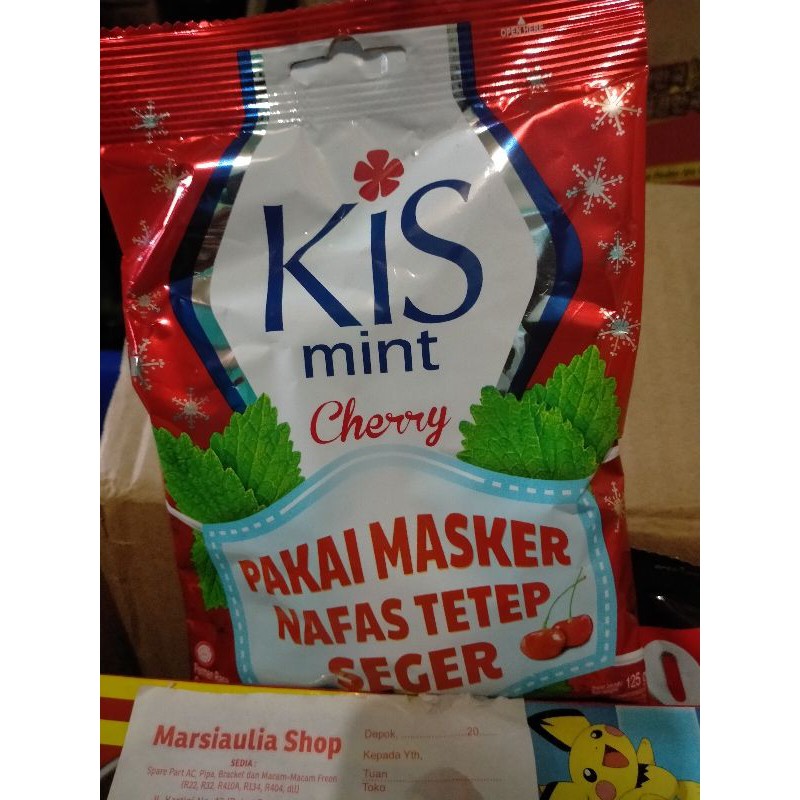 OPEN HERE
KIS
mint
Cherry
PAKAI MASKER
NAFAS TETEP
SEGER
125
Marsiaulia Shop
SEDIA :
Spare Part AC, Pipa, Bracket dan Macam-Macam Freon
(R22, R32, R410A, R134, R404, dll)
Depok, 20
Kepada Yth,
Tuan
Toko